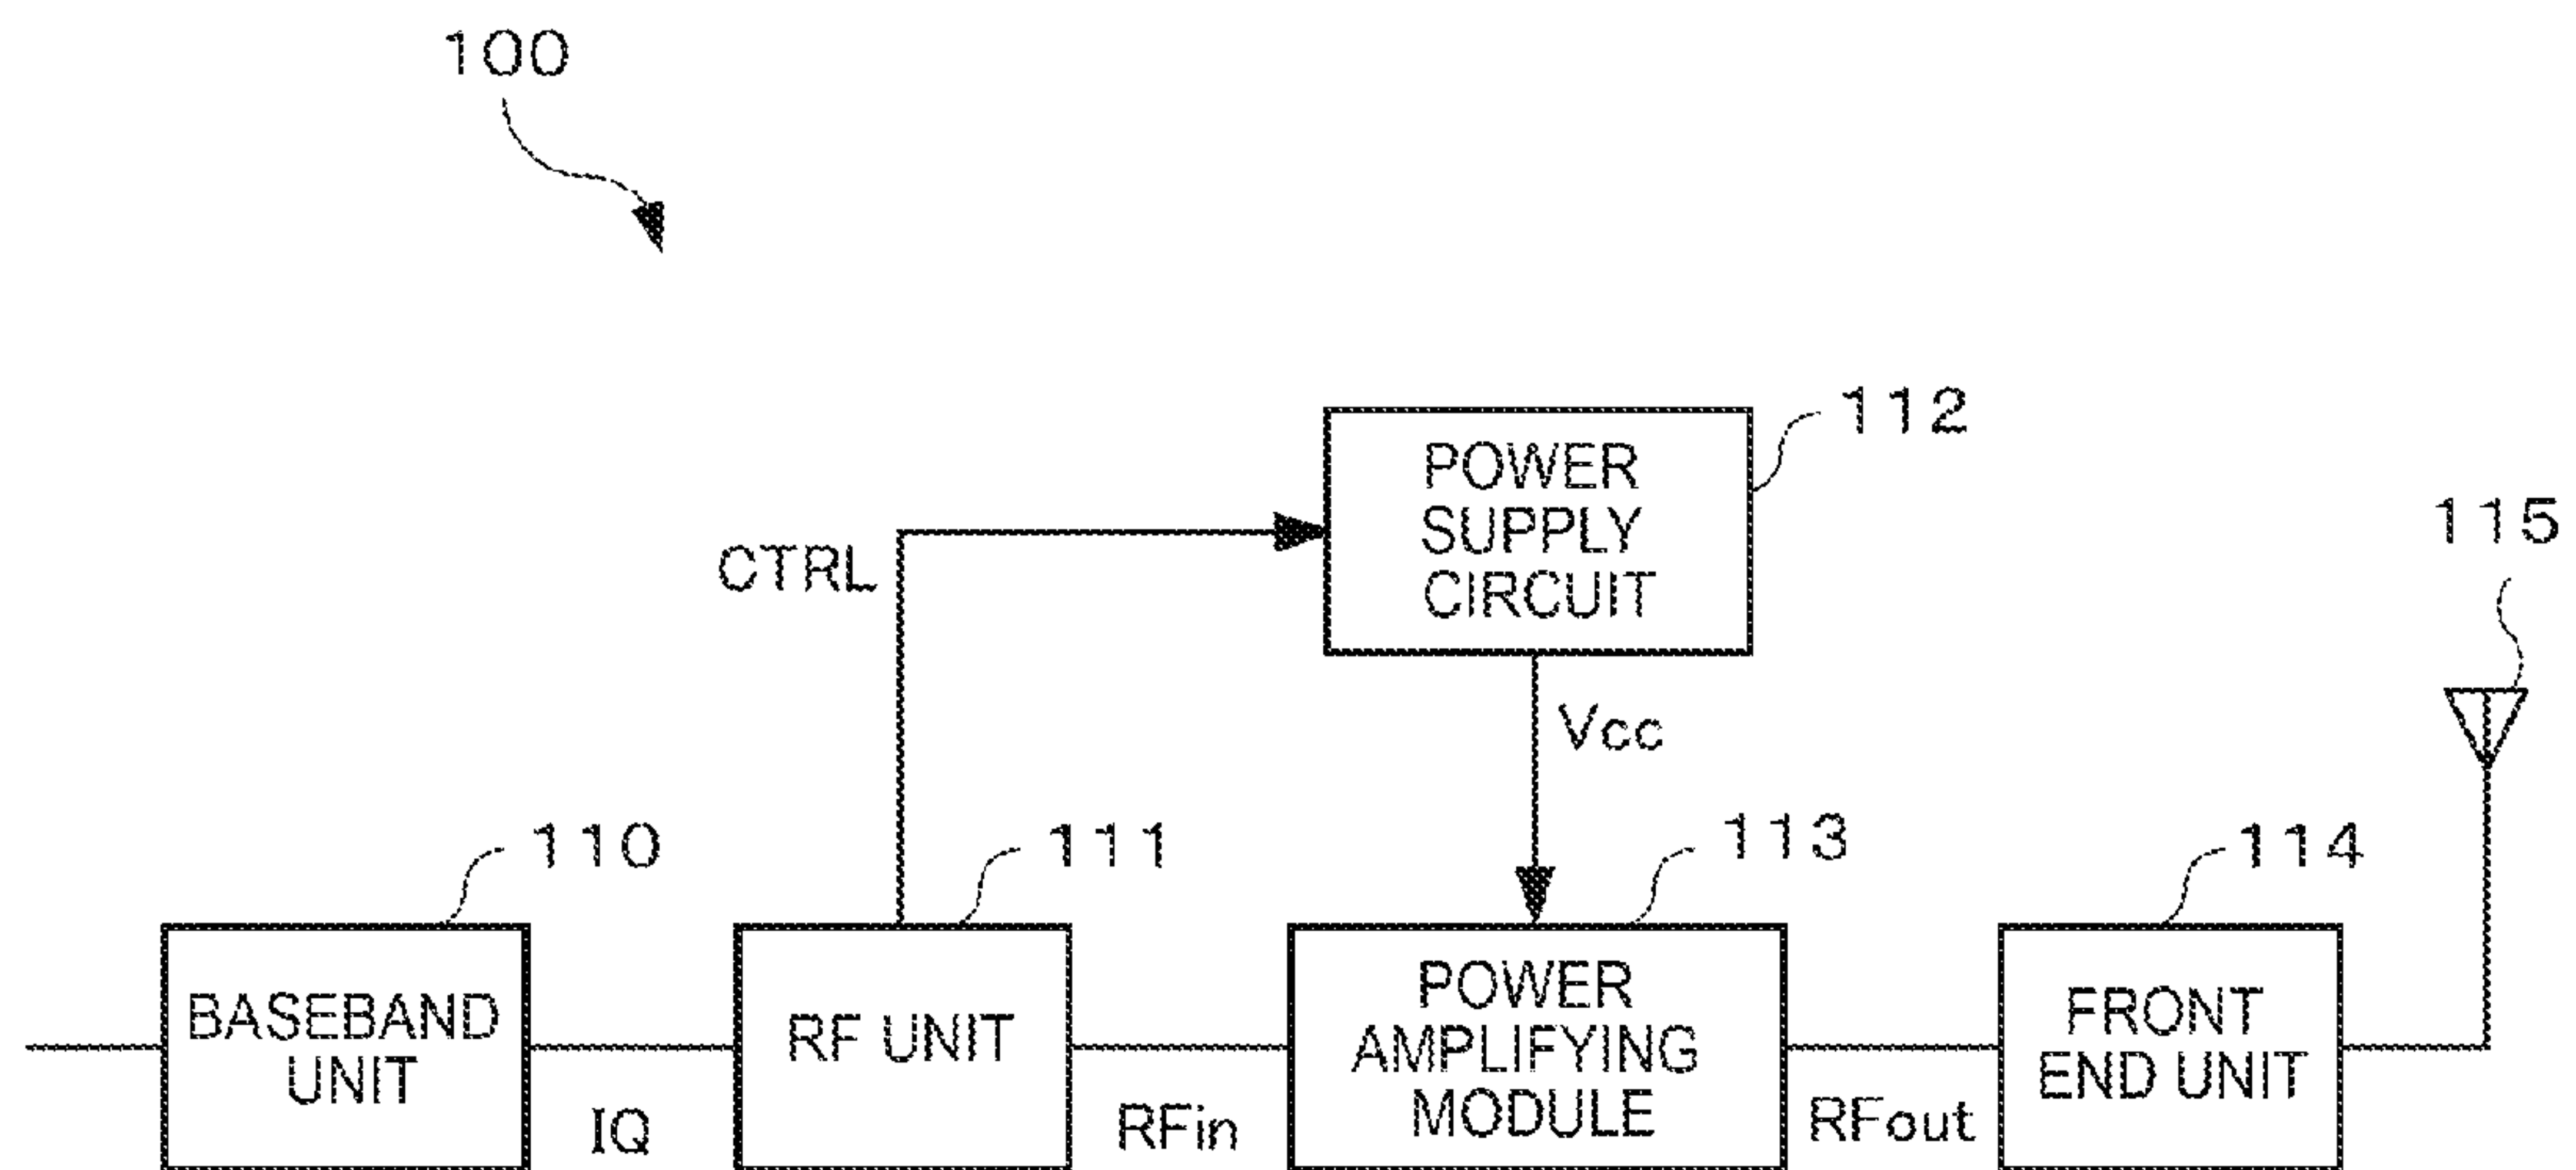 100
112
POWER
SUPPLY
CIRCUIT
115
CTRL
Vcc
110
111
113
114
BASEBAND
UNIT
RF UNIT
POWER
AMPLIFYING
MODULE
FRONT
END UNIT
IQ
RFin
RFout